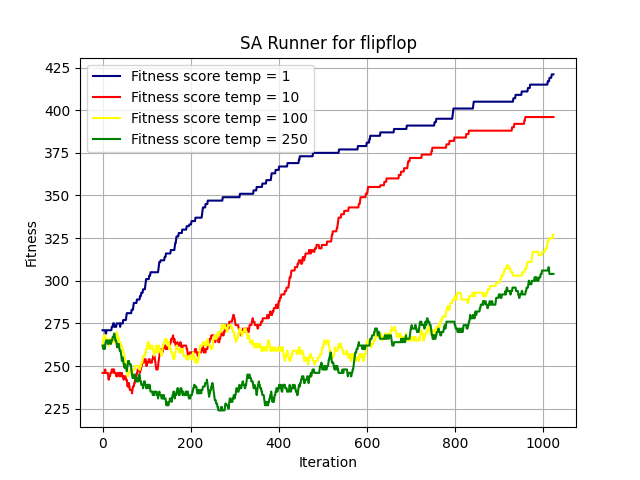 SA Runner for flipflop
Fitness score temp = 1
Fitness score temp = 10
Fitness score temp = 100
Fitness score temp = 250
425
400
375
350
325
300
275
250
225
Fitness
0 200 400 600 800 1000
Iteration